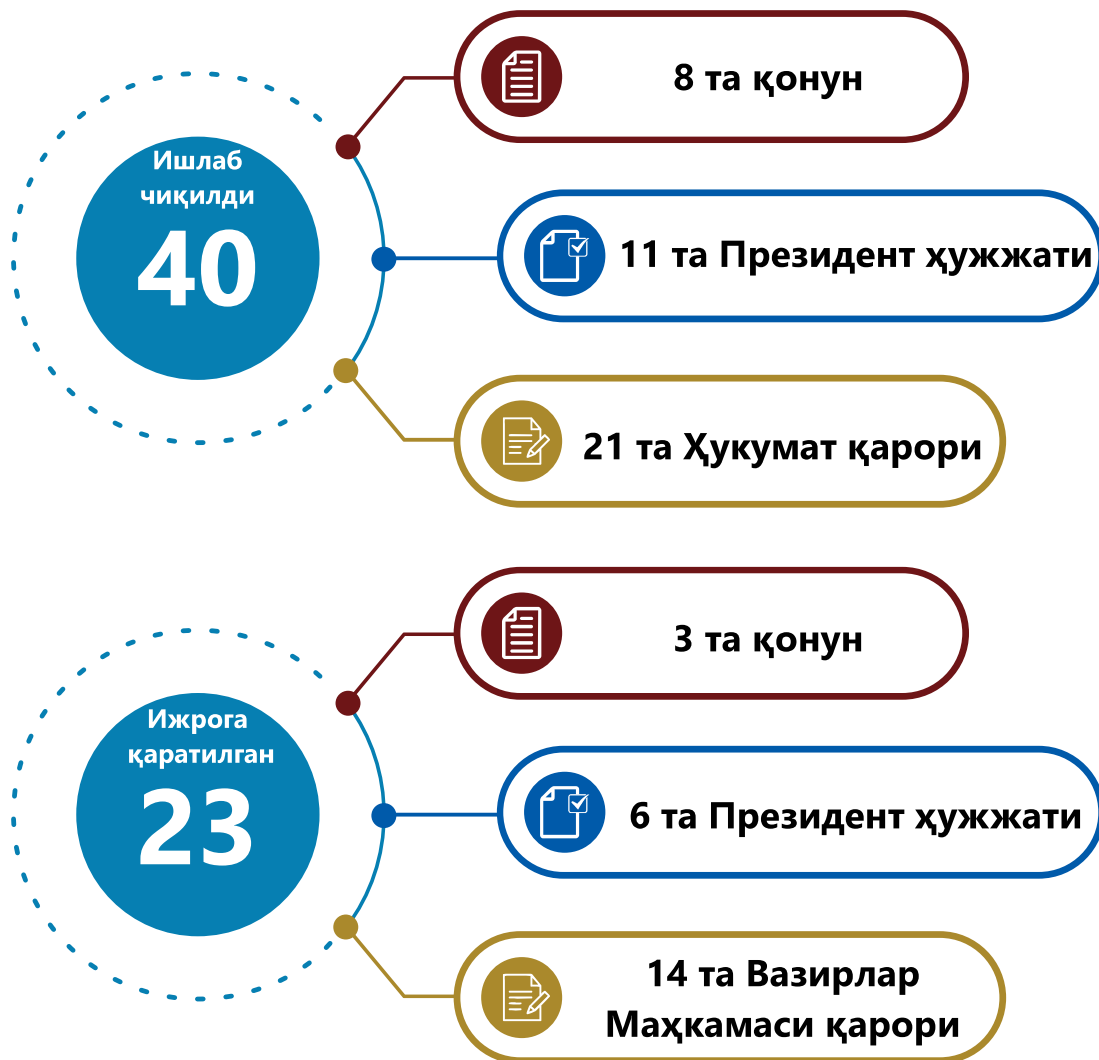 Ишлаб
чиқилди
40
8 та қонун
11 та Президент ҳужжати
21 та Ҳукумат қарори
Ижрога
қаратилган
23
3 та қонун
6 та Президент ҳужжати
14 та Вазирлар
Маҳкамаси қарори